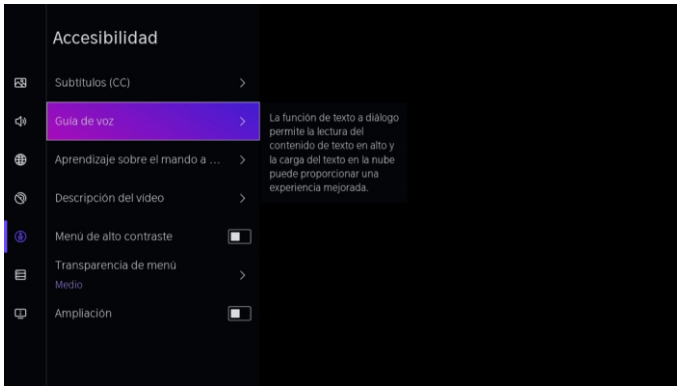 Accesibilidad
Subtítulos (CC)
Guía de voz
La función de texto a diálogo
permite la lectura del
contenido de texto en alto y
la carga del texto en la nube
puede proporcionar una
experiencia mejorada.
Aprendizaje sobre el mando a ...
Descripción del vídeo
Menú de alto contraste
Transparencia de menú
Medio
Ampliación